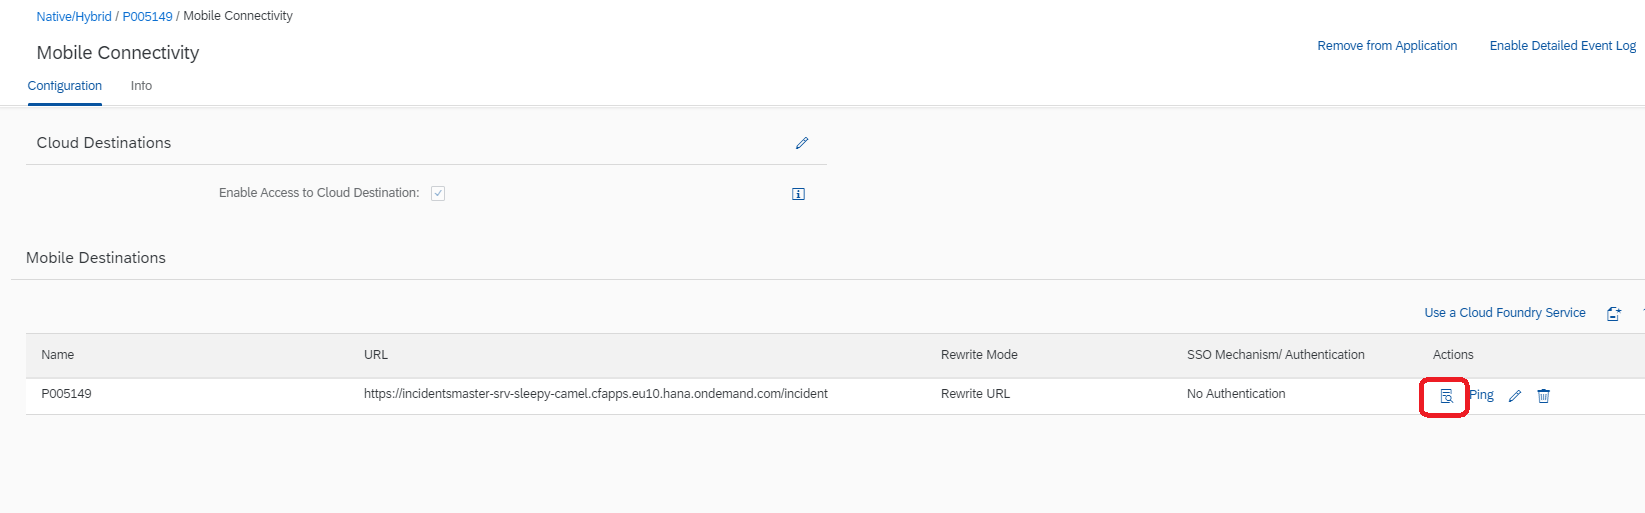 Native/Hybrid / P005149 / Mobile Connectivity
Mobile Connectivity
Remove from Application Enable Detailed Event Log
Configuration Info
Cloud Destinations
Enable Access to Cloud Destination:
Mobile Destinations
Use a Cloud Foundry Service
Name URL Rewrite Mode SSO Mechanism/ Authentication Actions
P005149 https://incidentsmaster-srv-sleepy-camel.cfapps.eu10.hana.ondemand.com/incident Rewrite URL No Authentication Ping